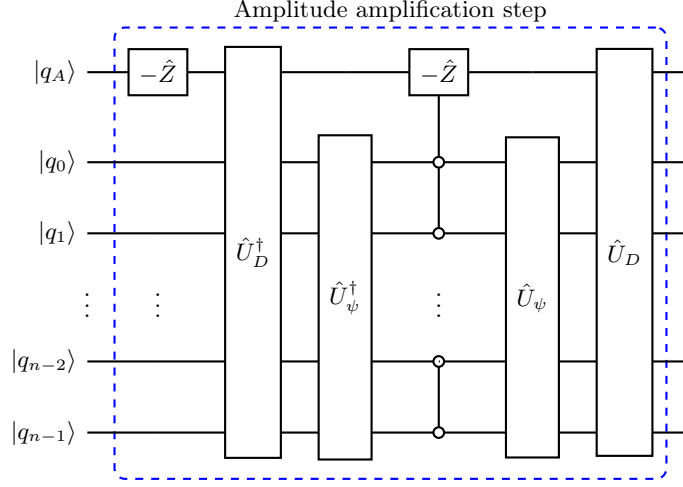 Amplitude amplification step
|q_A⟩ −Ẑ −Ẑ
|q_0⟩
|q_1⟩
Û_D^† Û_ψ^† Û_ψ Û_D
⋮ ⋮ ⋮
|q_{n−2}⟩
|q_{n−1}⟩